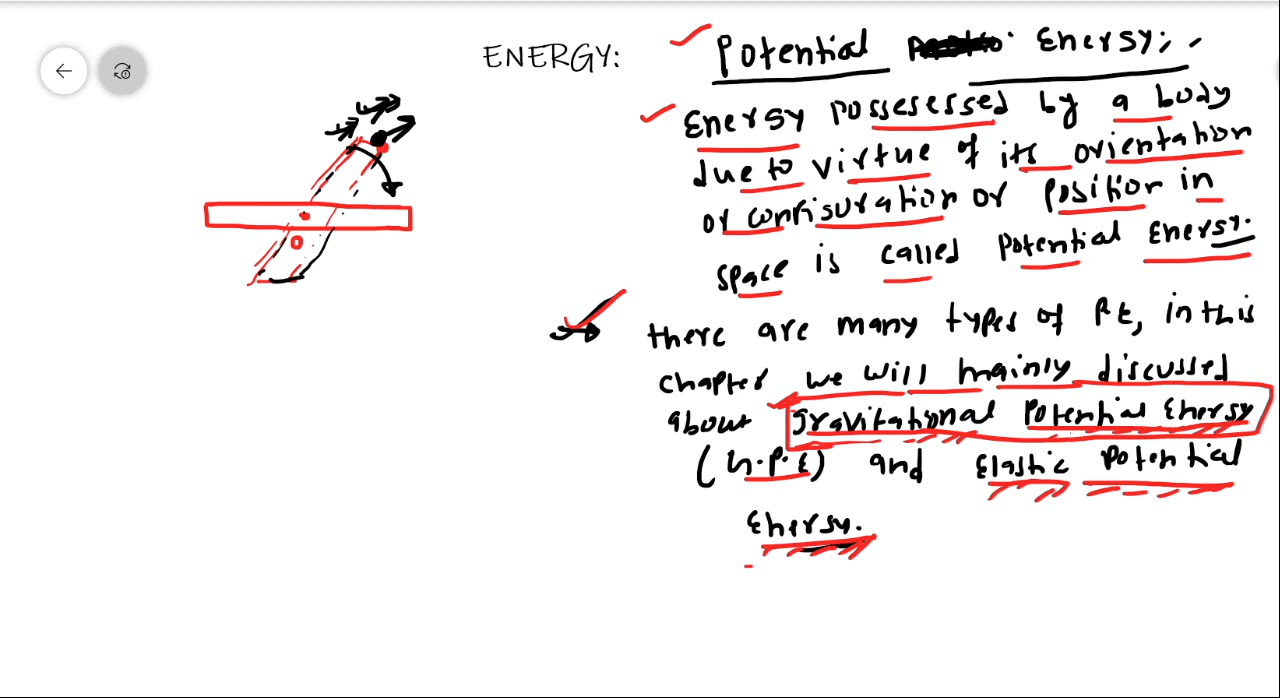 ENERGY:
Potential Energy:
Energy possesessed by a body
due to virtue of its orientation
or configuration or position in
space is called potential Energy.
there are many types of P.E, in this
chapter we will mainly discussed
about gravitational Potential Energy
(G.P.E) and Elastic Potential
Energy.
O